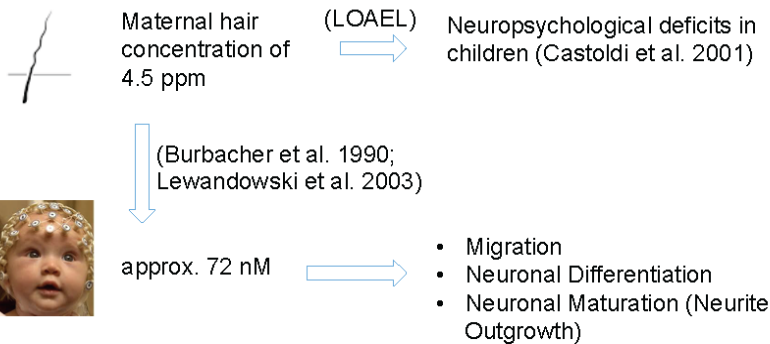 Maternal hair
concentration of
4.5 ppm
(LOAEL)
Neuropsychological deficits in
children (Castoldi et al. 2001)
(Burbacher et al. 1990;
Lewandowski et al. 2003)
approx. 72 nM
• Migration
• Neuronal Differentiation
• Neuronal Maturation (Neurite
Outgrowth)